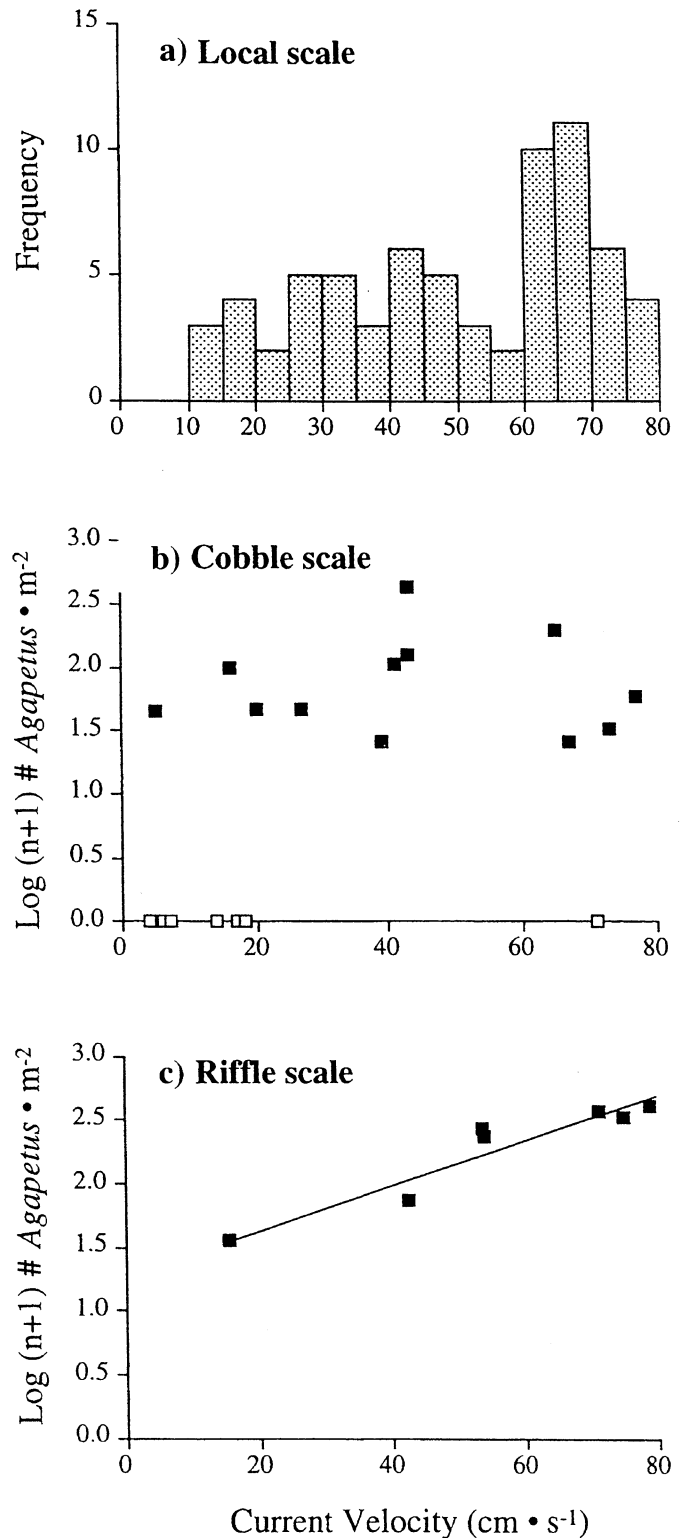 a) Local scale
Frequency
15
10
5
0
0 10 20 30 40 50 60 70 80
b) Cobble scale
Log (n+1) # Agapetus • m-2
3.0
2.5
2.0
1.5
1.0
0.5
0.0
0 20 40 60 80
c) Riffle scale
Log (n+1) # Agapetus • m-2
3.0
2.5
2.0
1.5
1.0
0.5
0.0
0 20 40 60 80
Current Velocity (cm • s-1)